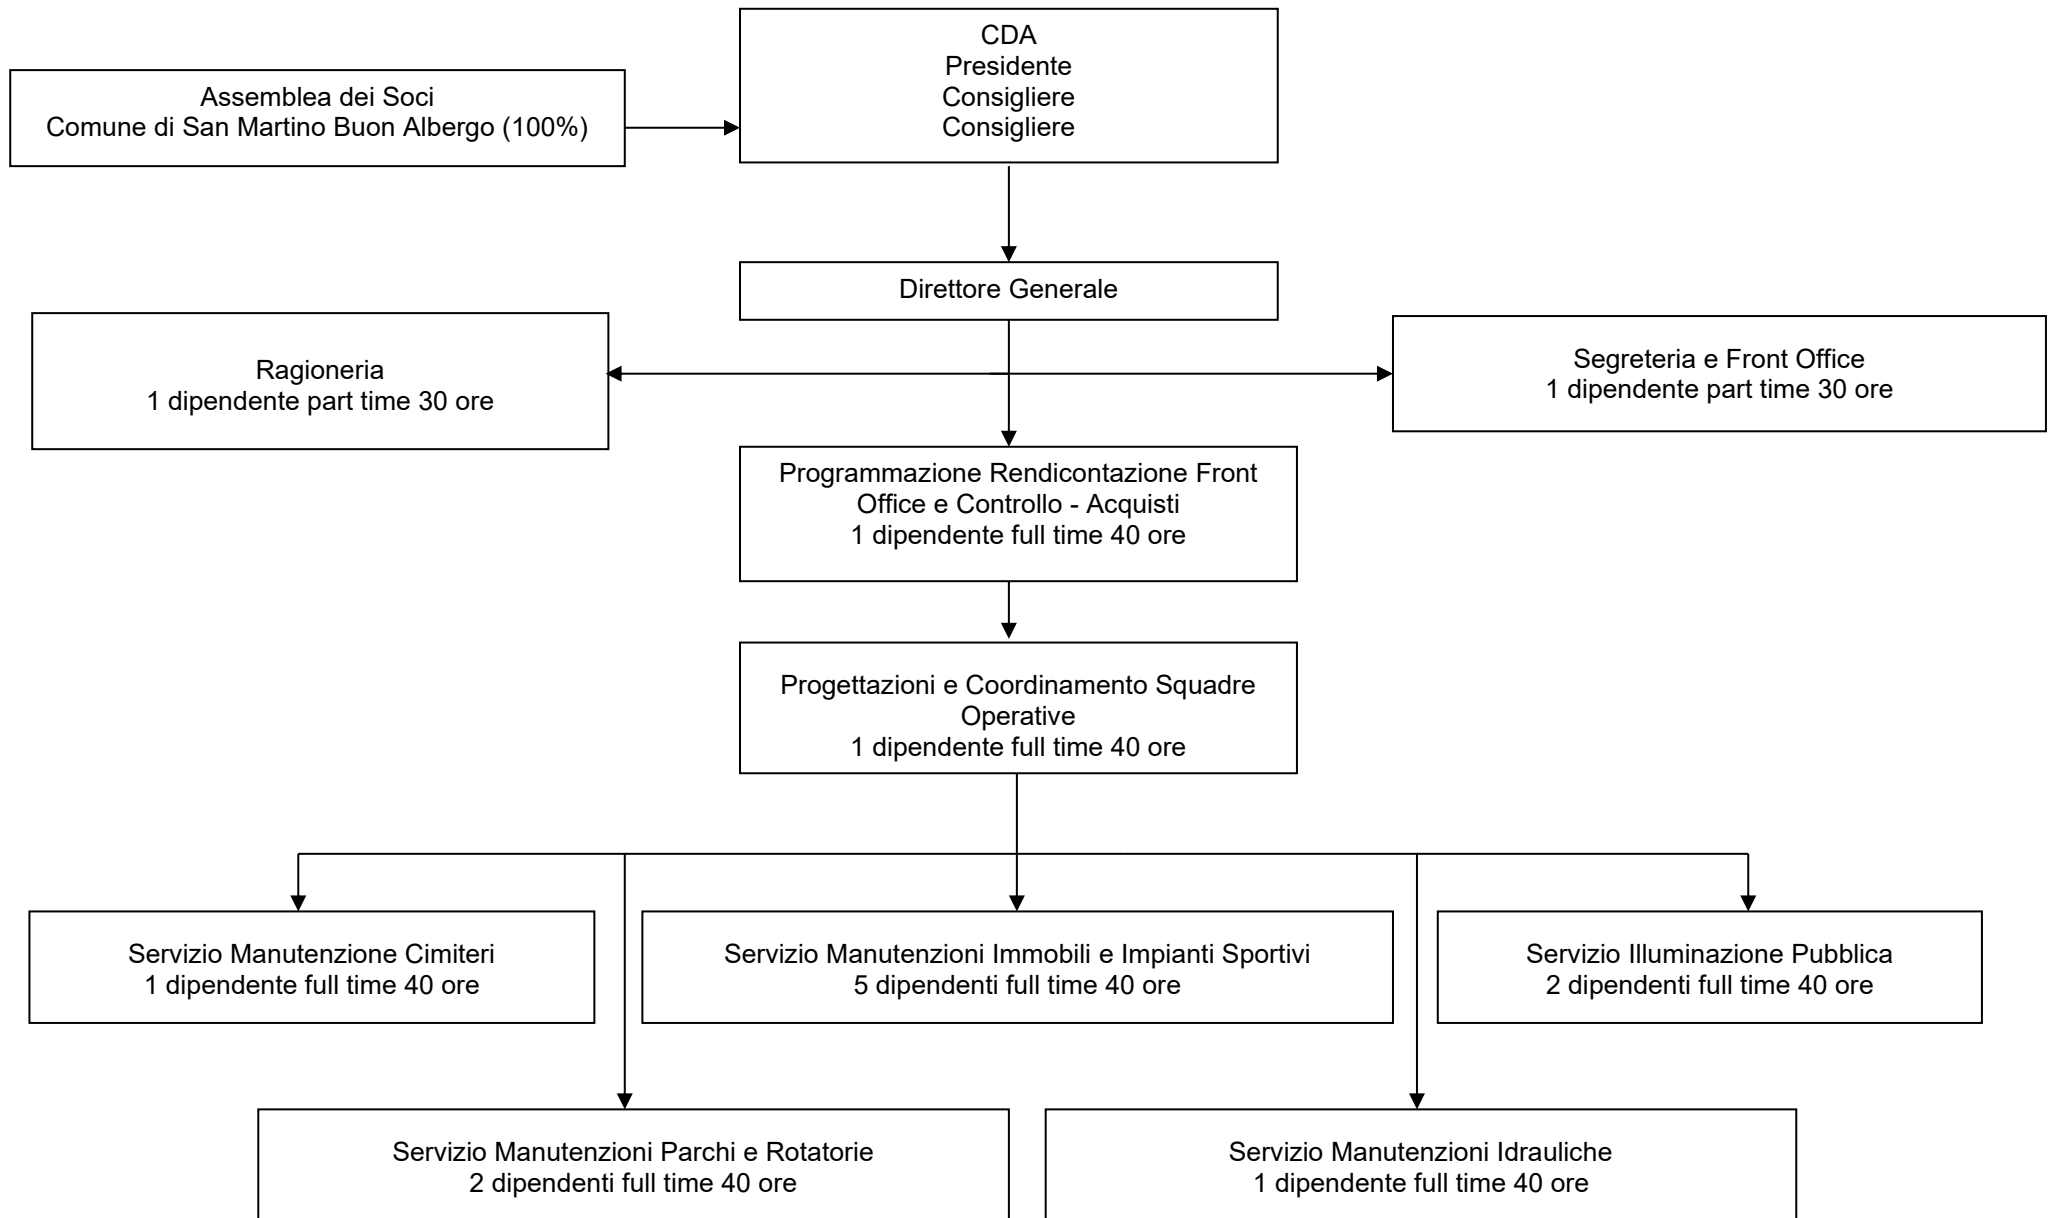 CDA
Presidente
Consigliere
Consigliere
Assemblea dei Soci
Comune di San Martino Buon Albergo (100%)
Direttore Generale
Ragioneria
1 dipendente part time 30 ore
Segreteria e Front Office
1 dipendente part time 30 ore
Programmazione Rendicontazione Front
Office e Controllo - Acquisti
1 dipendente full time 40 ore
Progettazioni e Coordinamento Squadre
Operative
1 dipendente full time 40 ore
Servizio Manutenzione Cimiteri
1 dipendente full time 40 ore
Servizio Manutenzioni Immobili e Impianti Sportivi
5 dipendenti full time 40 ore
Servizio Illuminazione Pubblica
2 dipendenti full time 40 ore
Servizio Manutenzioni Parchi e Rotatorie
2 dipendenti full time 40 ore
Servizio Manutenzioni Idrauliche
1 dipendente full time 40 ore